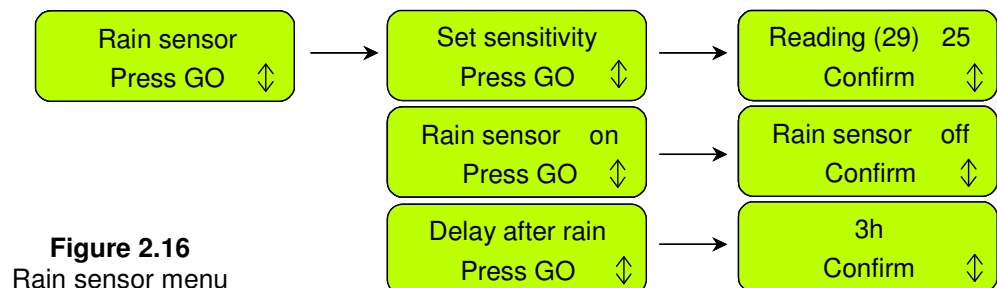 Rain sensor
Press GO ↕
Set sensitivity
Press GO ↕
Reading (29) 25
Confirm ↕
Rain sensor on
Press GO ↕
Rain sensor off
Confirm ↕
Delay after rain
Press GO ↕
3h
Confirm ↕
Figure 2.16
Rain sensor menu